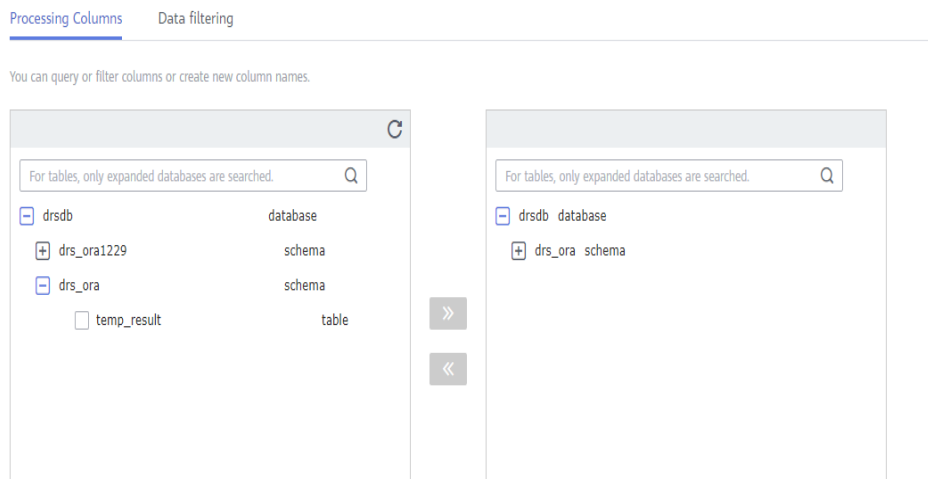 Processing Columns Data filtering
You can query or filter columns or create new column names.
For tables, only expanded databases are searched.
drsdb database
drs_ora1229 schema
drs_ora schema
temp_result table
For tables, only expanded databases are searched.
drsdb database
drs_ora schema